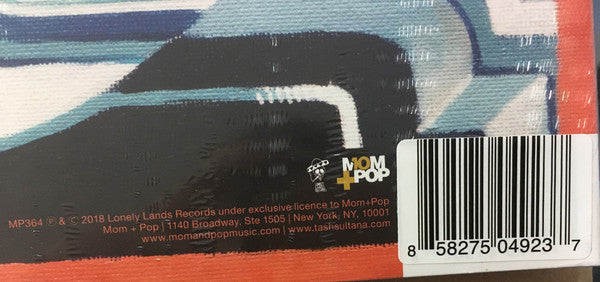 M10M
+POP
MP364 Ⓟ & © 2018 Lonely Lands Records under exclusive licence to Mom+Pop
Mom + Pop | 1140 Broadway, Ste 1505 | New York, NY, 10001
www.momandpopmusic.com | www.tashsultana.com
8 58275 04923 7